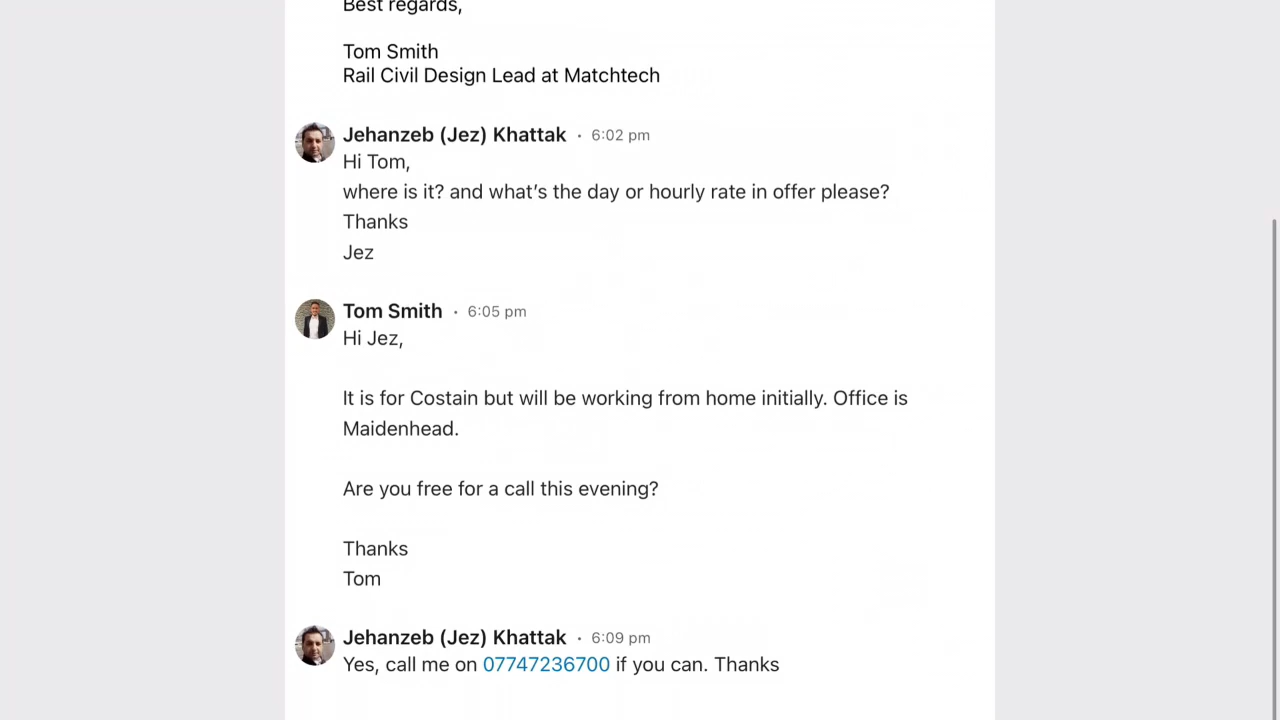 Best regards,
Tom Smith
Rail Civil Design Lead at Matchtech
Jehanzeb (Jez) Khattak • 6:02 pm
Hi Tom,
where is it? and what's the day or hourly rate in offer please?
Thanks
Jez
Tom Smith • 6:05 pm
Hi Jez,
It is for Costain but will be working from home initially. Office is
Maidenhead.
Are you free for a call this evening?
Thanks
Tom
Jehanzeb (Jez) Khattak • 6:09 pm
Yes, call me on 07747236700 if you can. Thanks